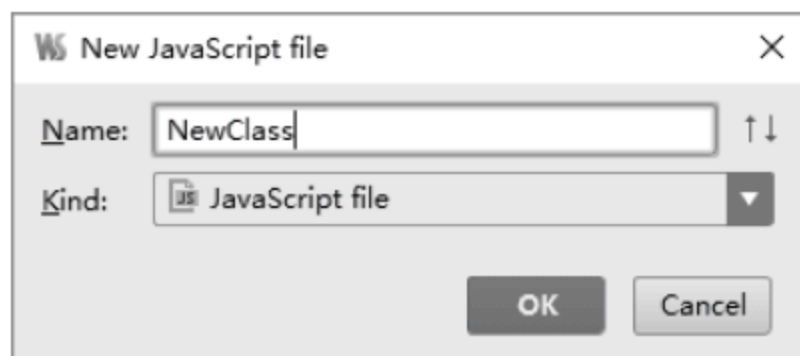 WS New JavaScript file
Name: NewClass
Kind: JS JavaScript file
OK Cancel